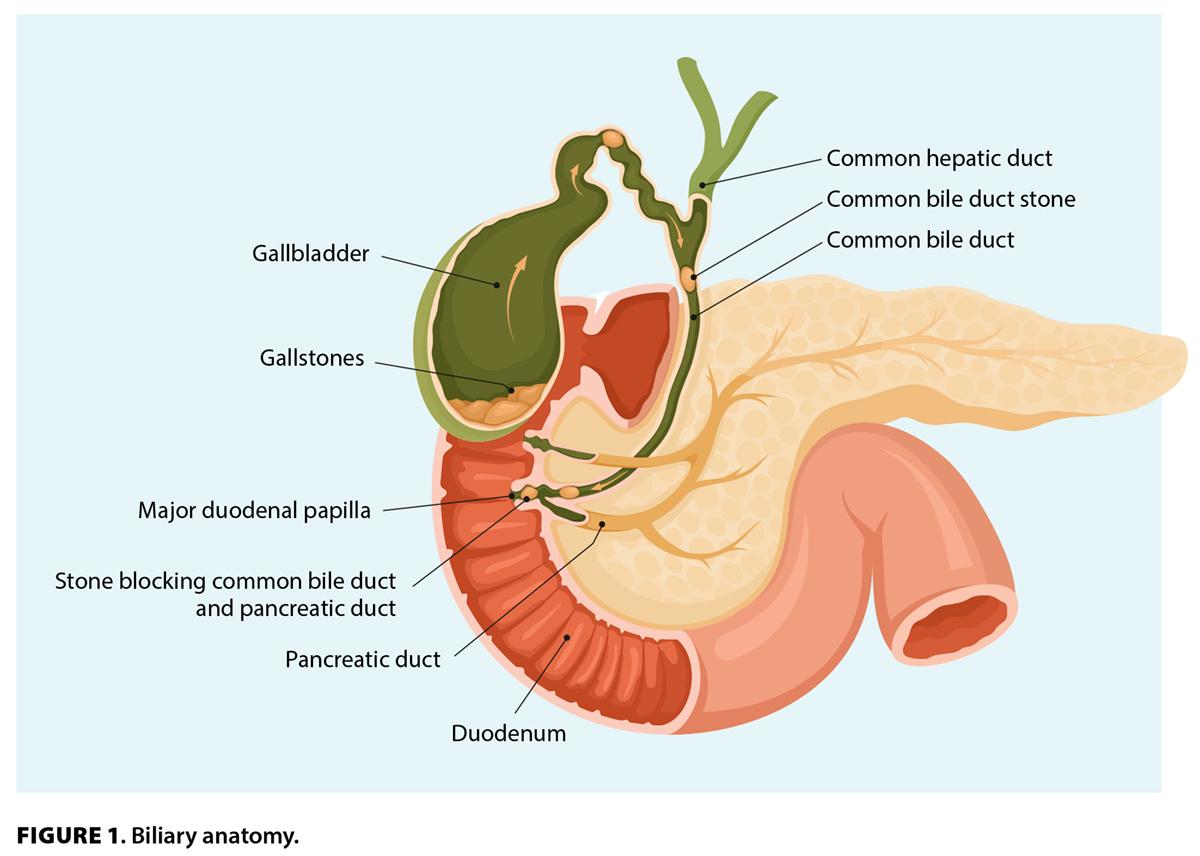 Common hepatic duct
Common bile duct stone
Common bile duct
Gallbladder
Gallstones
Major duodenal papilla
Stone blocking common bile duct
and pancreatic duct
Pancreatic duct
Duodenum
FIGURE 1. Biliary anatomy.